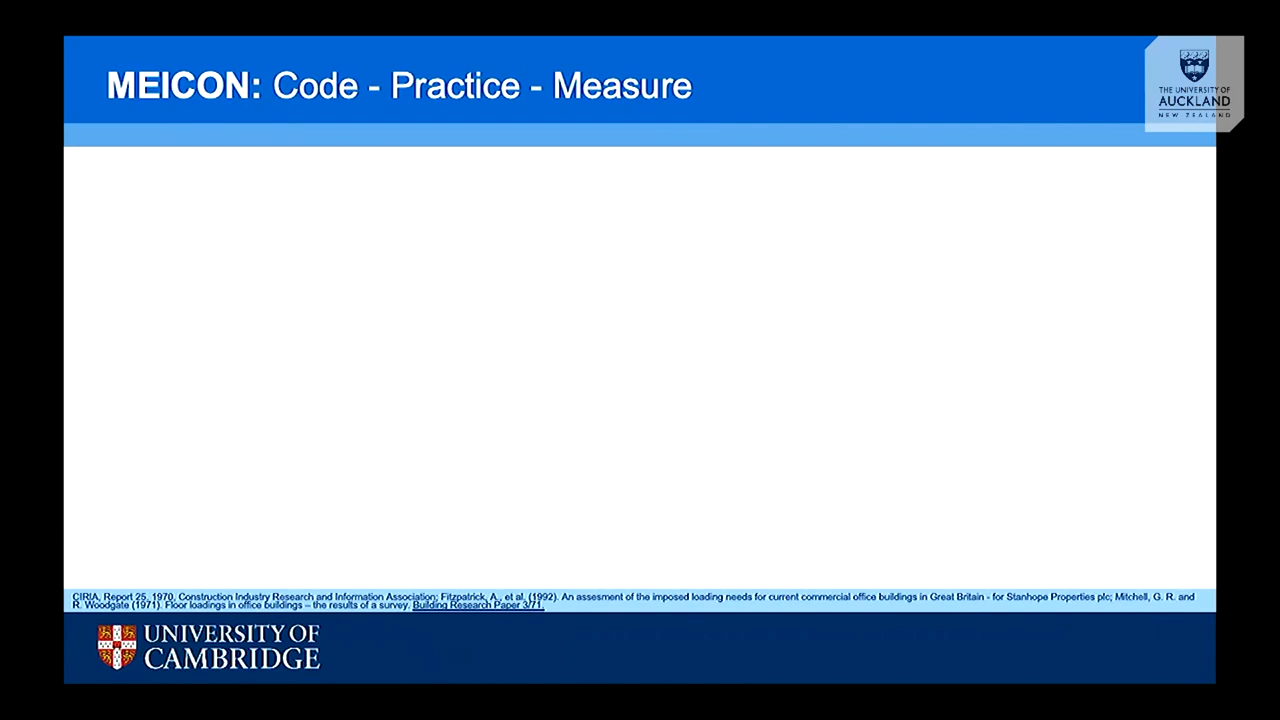 MEICON: Code - Practice - Measure
THE UNIVERSITY OF
AUCKLAND
NEW ZEALAND
CIRIA, Report 25, 1970, Construction Industry Research and Information Association; Fitzpatrick, A., et al. (1992). An assesment of the imposed loading needs for current commercial office buildings in Great Britain - for Stanhope Properties plc; Mitchell, G. R. and
R. Woodgate (1971). Floor loadings in office buildings – the results of a survey. Building Research Paper 3/71.
UNIVERSITY OF
CAMBRIDGE